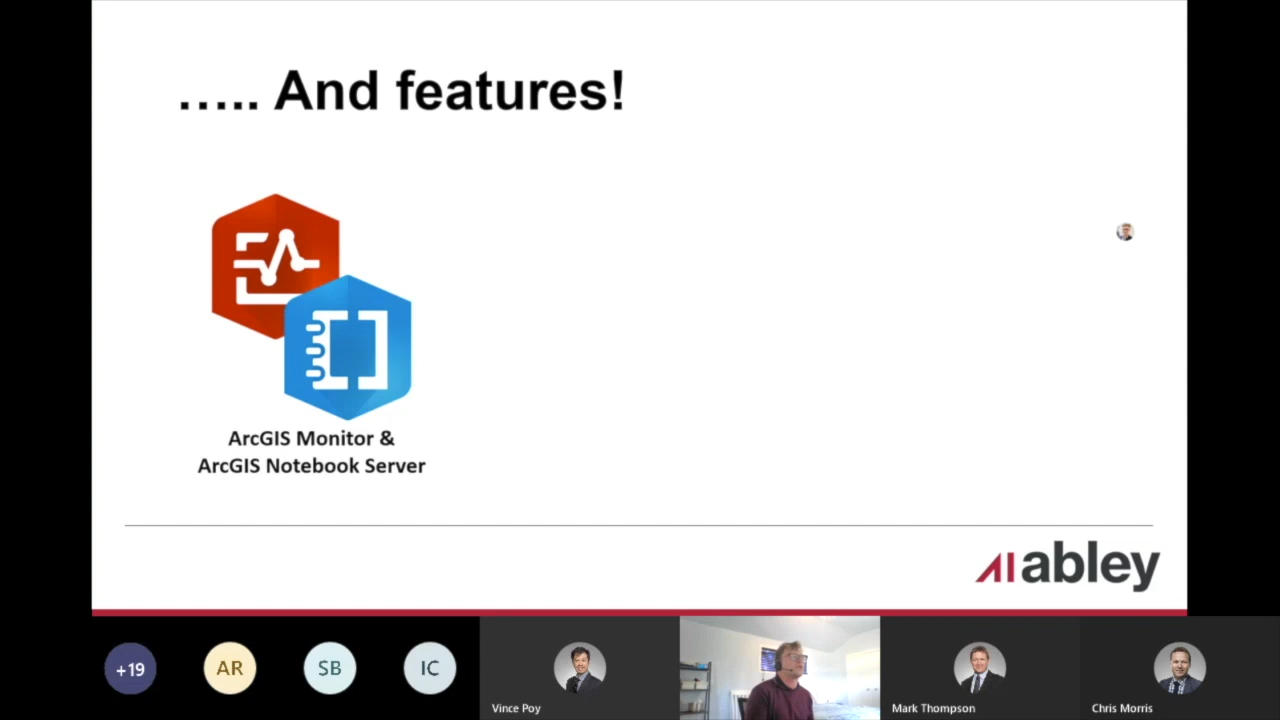 ..... And features!
ArcGIS Monitor &
ArcGIS Notebook Server
abley
+19
AR
SB
IC
Vince Poy
Mark Thompson
Chris Morris